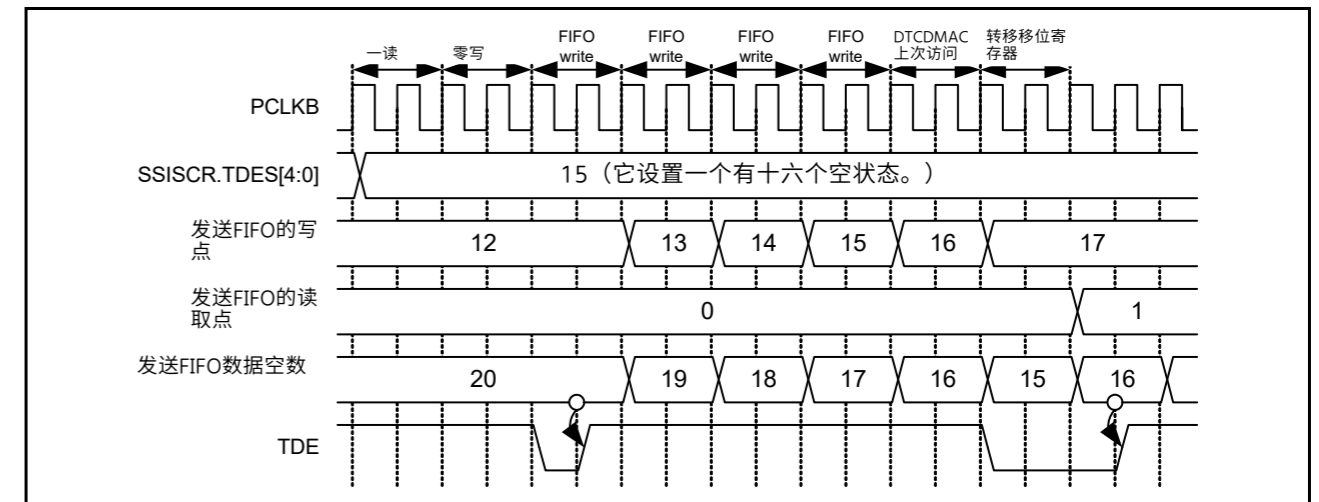 一读
零写
FIFO
write
FIFO
write
FIFO
write
FIFO
write
DTCDMAC
上次访问
转移移位寄
存器
PCLKB
SSISCR.TDES[4:0]
15（它设置一个有十六个空状态。）
发送FIFO的写
点
12 13 14 15 16 17
发送FIFO的读
取点
0 1
发送FIFO数据空数
20 19 18 17 16 15 16
TDE